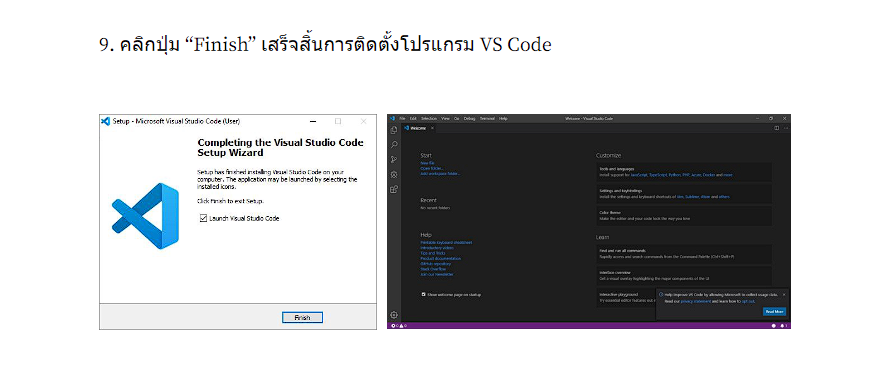 9. คลิกปุ่ม “Finish” เสร็จสิ้นการติดตั้งโปรแกรม VS Code
Setup - Microsoft Visual Studio Code (User)
Completing the Visual Studio Code
Setup Wizard
Setup has finished installing Visual Studio Code on your
computer. The application may be launched by selecting the
installed icons.
Click Finish to exit Setup.
Launch Visual Studio Code
Finish
File Edit Selection View Go Debug Terminal Help
Welcome - Visual Studio Code
Welcome
Start
New file
Open folder...
Add workspace folder...
Recent
No recent folders
Help
Printable keyboard cheatsheet
Introductory videos
Tips and Tricks
Product documentation
GitHub repository
Stack Overflow
Join our Newsletter
Show welcome page on startup
Customize
Tools and languages
Install support for JavaScript, TypeScript, Python, PHP, Azure, Docker and more
Settings and keybindings
Install the settings and keyboard shortcuts of Vim, Sublime, Atom and others
Color theme
Make the editor and your code look the way you love
Learn
Find and run all commands
Rapidly access and search commands from the Command Palette (Ctrl+Shift+P)
Interface overview
Get a visual overlay highlighting the major components of the UI
Interactive playground
Try essential editor features out
Help improve VS Code by allowing Microsoft to collect usage data.
Read our privacy statement and learn how to opt out.
Read More